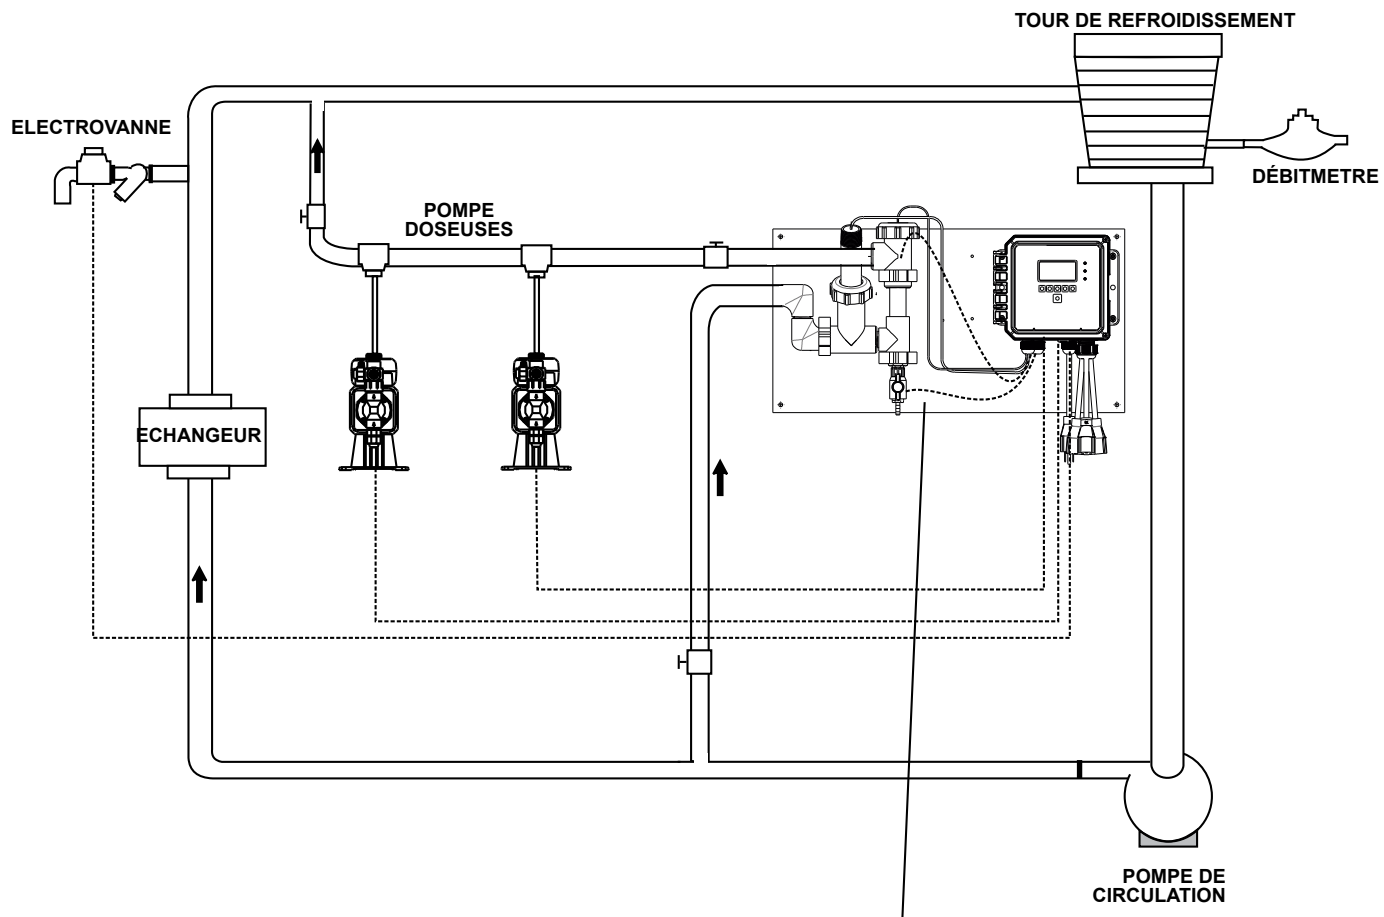 TOUR DE REFROIDISSEMENT
ELECTROVANNE
DÉBITMETRE
POMPE
DOSEUSES
ECHANGEUR
POMPE DE
CIRCULATION